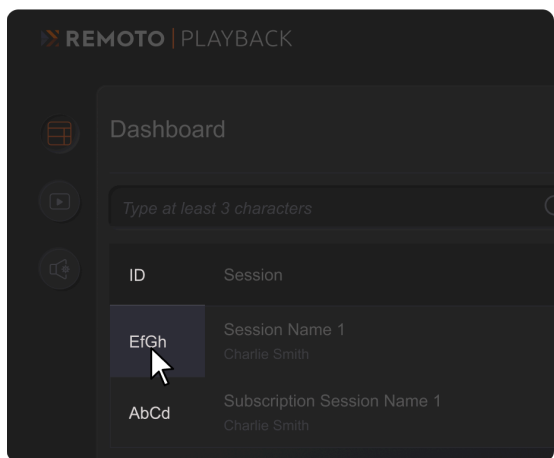 REMOTO | PLAYBACK
Dashboard
Type at least 3 characters
ID Session
EfGh Session Name 1
Charlie Smith
AbCd Subscription Session Name 1
Charlie Smith